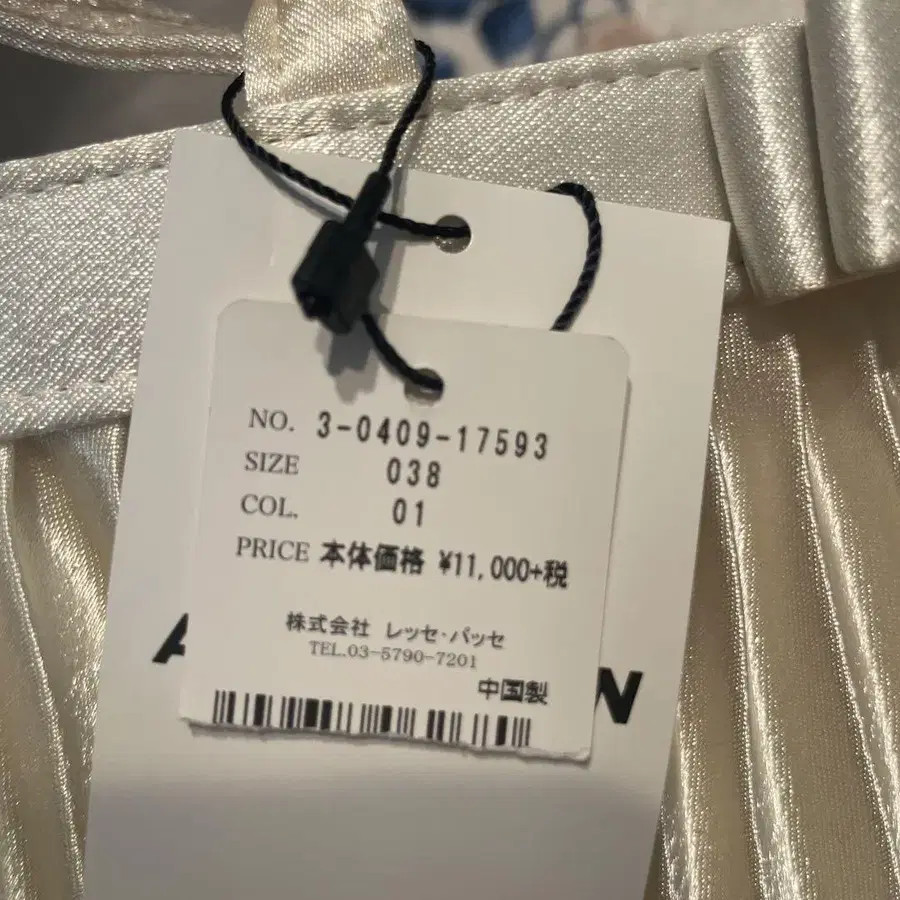 NO. 3-0409-17593
SIZE 038
COL. 01
PRICE 本体価格 ¥11,000+税
株式会社 レッセ・パッセ
TEL.03-5790-7201
中国製